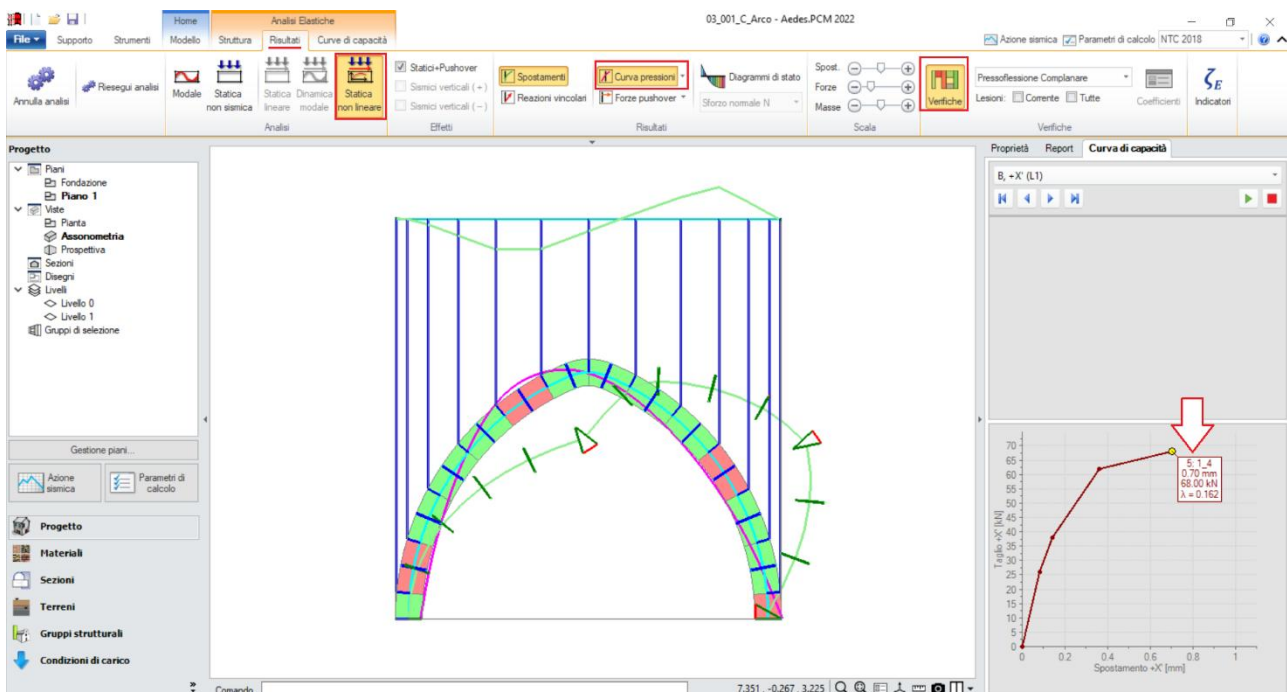 03_001_C_Arco - Aedes.PCM 2022
Home
Analisi Elastiche
File
Supporto
Strumenti
Modello
Struttura
Risultati
Curve di capacità
Azione sismica
Parametri di calcolo
NTC 2018
Annulla analisi
Riesegui analisi
Modale
Statica
non sismica
Statica
lineare
Dinamica
modale
Statica
non lineare
Analisi
Statici+Pushover
Sismici verticali (+)
Sismici verticali (−)
Effetti
Spostamenti
Reazioni vincolari
Curva pressioni
Forze pushover
Diagrammi di stato
Sforzo normale N
Risultati
Spost.
Forze
Masse
Scala
Verifiche
Pressoflessione Complanare
Lesioni:
Corrente
Tutte
Coefficienti
Verifiche
ζE
Indicatori
Progetto
Piani
Fondazione
Piano 1
Viste
Pianta
Assonometria
Prospettiva
Sezioni
Disegni
Livelli
Livello 0
Livello 1
Gruppi di selezione
Gestione piani...
Azione
sismica
Parametri di
calcolo
Progetto
Materiali
Sezioni
Terreni
Gruppi strutturali
Condizioni di carico
Comando
7.351 , -0.267 , 3.225
Proprietà
Report
Curva di capacità
B, +X' (L1)
5: 1_4
0.70 mm
68.00 kN
λ = 0.162
Taglio +X' [kN]
70
65
60
55
50
45
40
35
30
25
20
15
10
5
0
0
0.2
0.4
0.6
0.8
1
Spostamento +X' [mm]